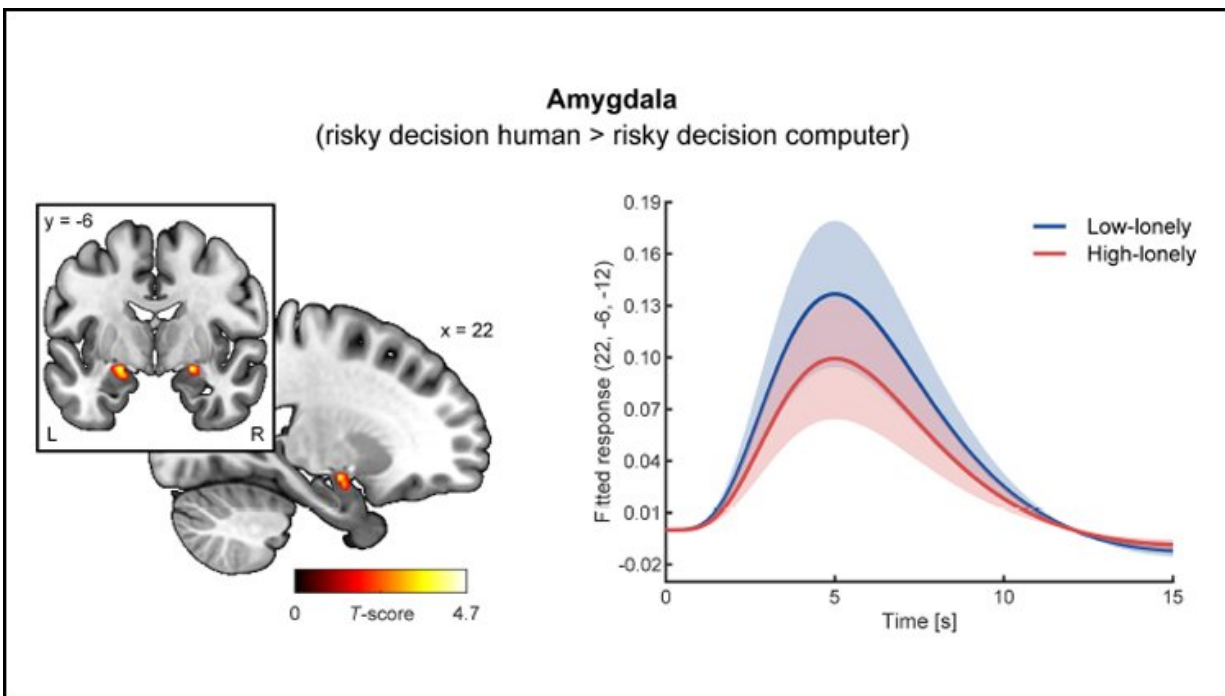 Amygdala
(risky decision human > risky decision computer)
y = -6
L
R
x = 22
0
T-score
4.7
Fitted response (22, -6, -12)
0.19
0.16
0.13
0.10
0.07
0.04
0.01
-0.02
Low-lonely
High-lonely
0
5
10
15
Time [s]